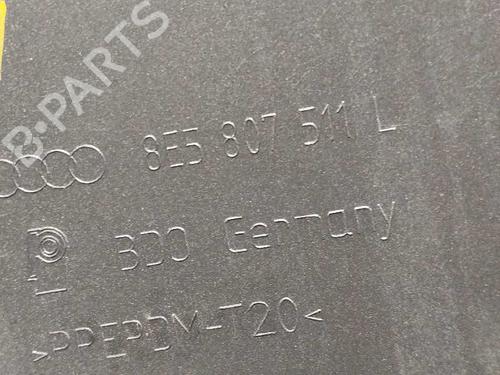 B-PARTS
8E5 807 511 L
BDO Germany
>PPEPDM-T20<